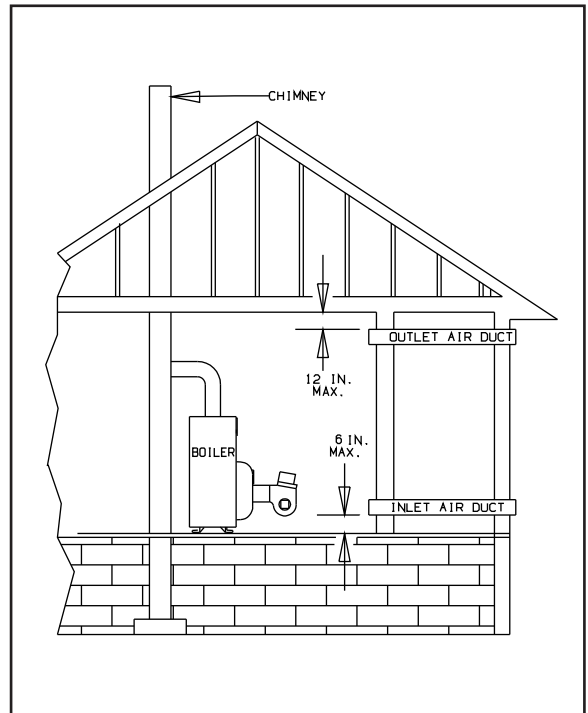 CHIMNEY
OUTLET AIR DUCT
12 IN.
MAX.
6 IN.
MAX.
BOILER
INLET AIR DUCT